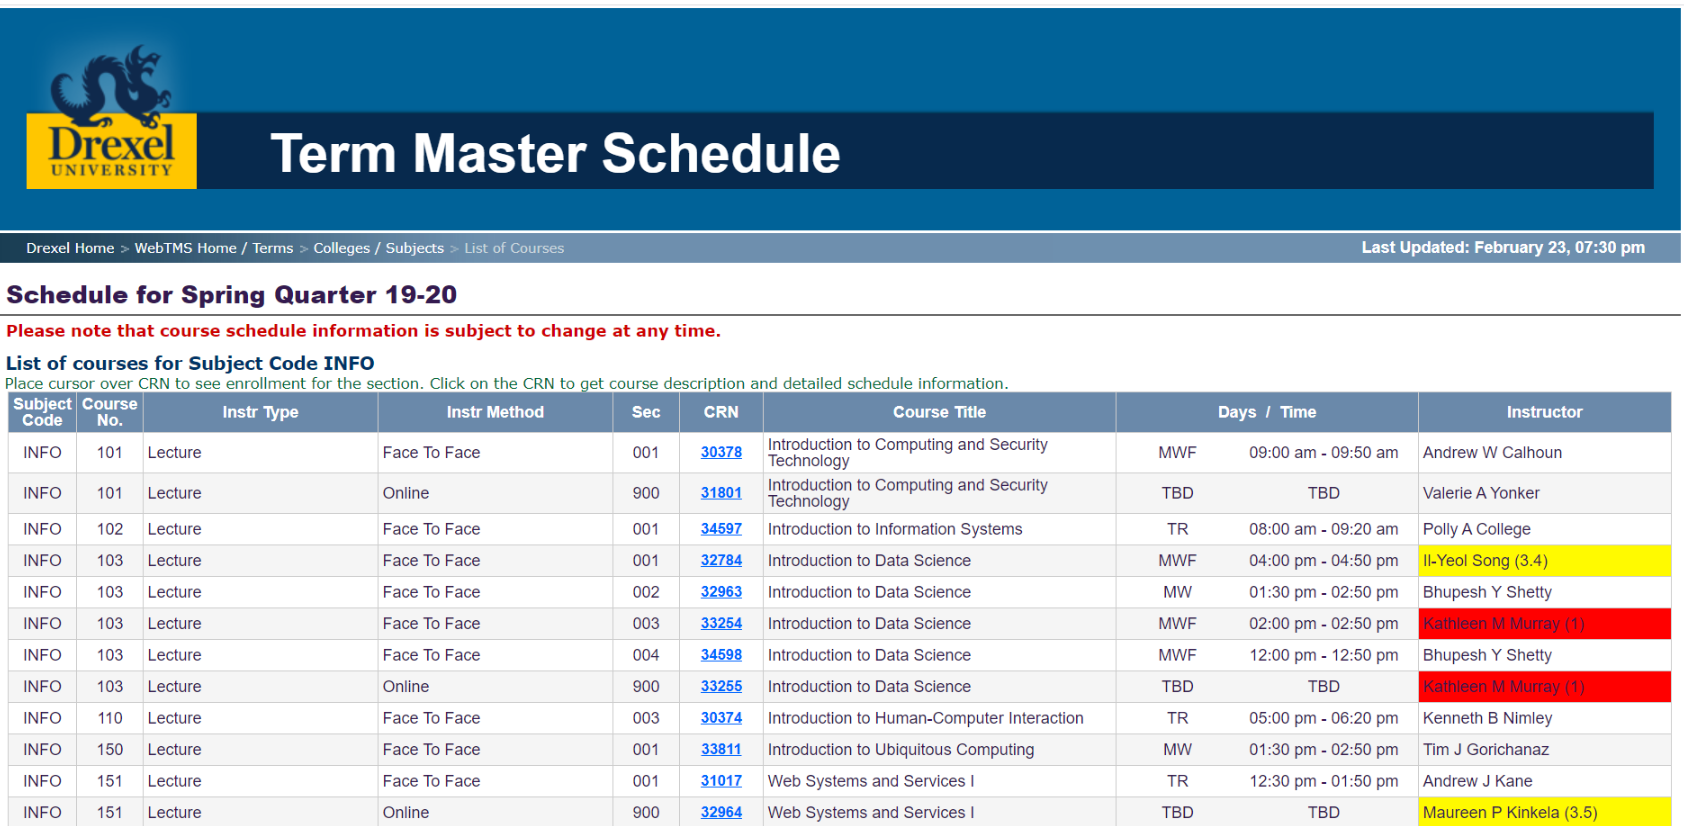 Drexel
UNIVERSITY
Term Master Schedule
Drexel Home > WebTMS Home / Terms > Colleges / Subjects > List of Courses Last Updated: February 23, 07:30 pm
Schedule for Spring Quarter 19-20
Please note that course schedule information is subject to change at any time.
List of courses for Subject Code INFO
Place cursor over CRN to see enrollment for the section. Click on the CRN to get course description and detailed schedule information.
Subject Code Course No. Instr Type Instr Method Sec CRN Course Title Days / Time Instructor
INFO 101 Lecture Face To Face 001 30378 Introduction to Computing and Security Technology MWF 09:00 am - 09:50 am Andrew W Calhoun
INFO 101 Lecture Online 900 31801 Introduction to Computing and Security Technology TBD TBD Valerie A Yonker
INFO 102 Lecture Face To Face 001 34597 Introduction to Information Systems TR 08:00 am - 09:20 am Polly A College
INFO 103 Lecture Face To Face 001 32784 Introduction to Data Science MWF 04:00 pm - 04:50 pm Il-Yeol Song (3.4)
INFO 103 Lecture Face To Face 002 32963 Introduction to Data Science MW 01:30 pm - 02:50 pm Bhupesh Y Shetty
INFO 103 Lecture Face To Face 003 33254 Introduction to Data Science MWF 02:00 pm - 02:50 pm Kathleen M Murray (1)
INFO 103 Lecture Face To Face 004 34598 Introduction to Data Science MWF 12:00 pm - 12:50 pm Bhupesh Y Shetty
INFO 103 Lecture Online 900 33255 Introduction to Data Science TBD TBD Kathleen M Murray (1)
INFO 110 Lecture Face To Face 003 30374 Introduction to Human-Computer Interaction TR 05:00 pm - 06:20 pm Kenneth B Nimley
INFO 150 Lecture Face To Face 001 33811 Introduction to Ubiquitous Computing MW 01:30 pm - 02:50 pm Tim J Gorichanaz
INFO 151 Lecture Face To Face 001 31017 Web Systems and Services I TR 12:30 pm - 01:50 pm Andrew J Kane
INFO 151 Lecture Online 900 32964 Web Systems and Services I TBD TBD Maureen P Kinkela (3.5)